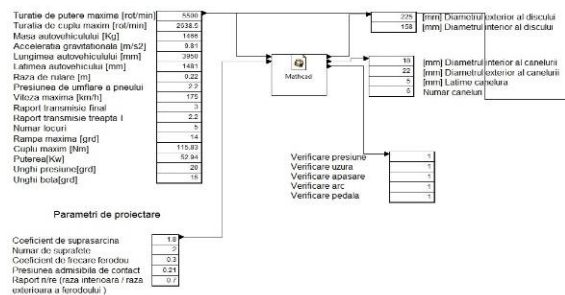 Turatie de putere maxima [rot/min] 5500
Turatia de cuplu maxim [rot/min] 2538.5
Masa autovehiculului [Kg] 1466
Acceleratia gravitationala [m/s2] 9.81
Lungimea autovehiculului [mm] 3950
Latimea autovehiculului [mm] 1481
Raza de rulare [m] 0.22
Presiunea de umflare a pneului 2.2
Viteza maxima [km/h] 175
Raport transmisie final 3
Raport transmisie treapta I 2.2
Numar locuri 5
Rampa maxima [grd] 14
Cuplu maxim [Nm] 115.83
Puterea[Kw] 52.94
Unghi presiune[grd] 20
Unghi bola[grd] 15
Mathcad
225 [mm] Diametrul exterior al discului
158 [mm] Diametrul interior al discului
18 [mm] Diametrul interior al canelurii
22 [mm] Diametrul exterior al canelurii
5 [mm] Latime canelura
6 Numar caneluri
Verificare presiune 1
Verificare uzura 1
Verificare apasare 1
Verificare arc 1
Verificare pedala 1
Parametri de proiectare
Coeficient de suprasarcina 1.8
Numar de suprafete 2
Coeficient de frecare ferodou 0.3
Presiunea admisibila de contact 0.21
Raport n/re (raza interioara / raza exterioara a ferodoului ) 0.7